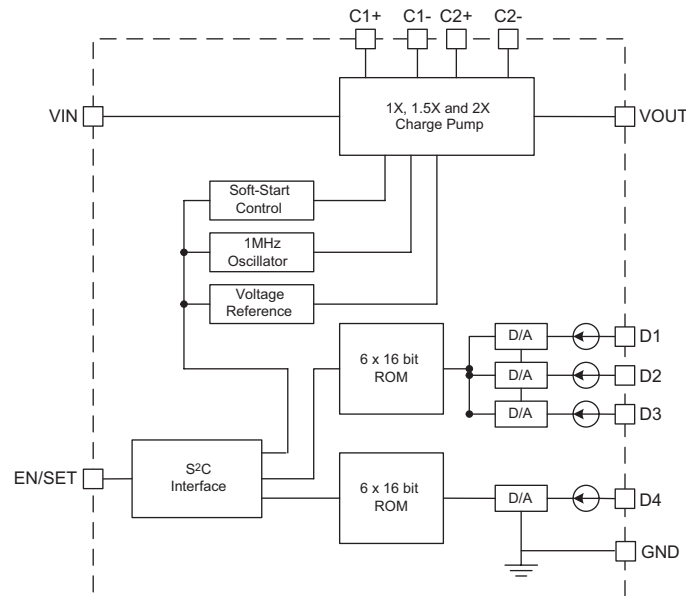 C1+ C1- C2+ C2-
VIN
1X, 1.5X and 2X
Charge Pump
VOUT
Soft-Start
Control
1MHz
Oscillator
Voltage
Reference
6 x 16 bit
ROM
D/A
D1
D/A
D2
D/A
D3
EN/SET
S²C
Interface
6 x 16 bit
ROM
D/A
D4
GND